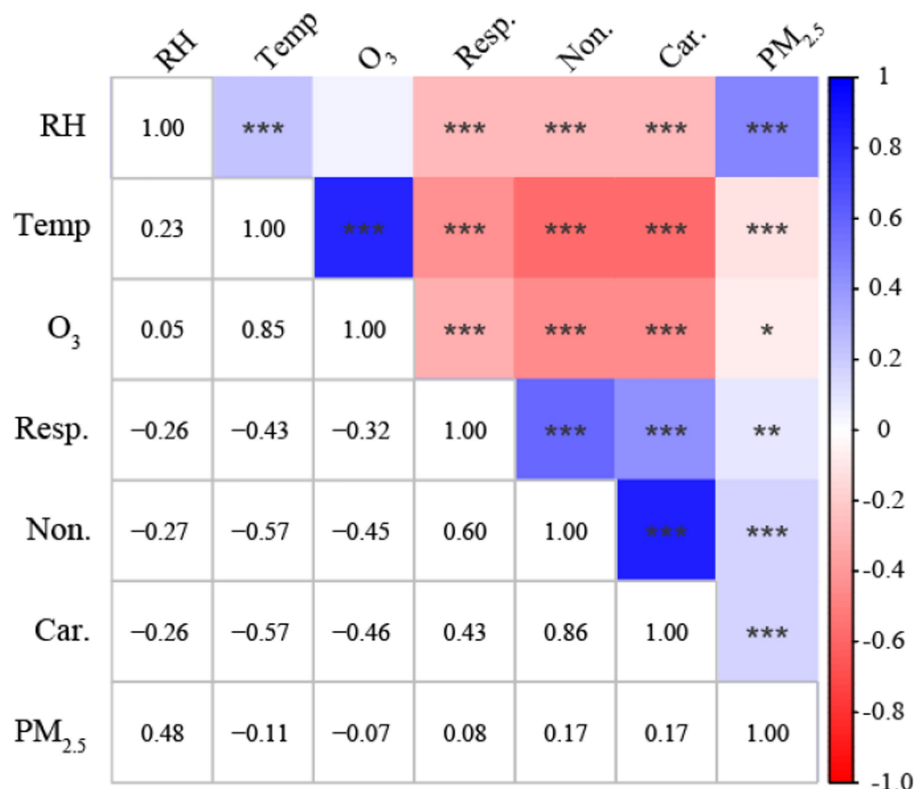 RH Temp O₃ Resp. Non. Car. PM₂.₅
RH 1.00 *** *** *** *** ***
Temp 0.23 1.00 *** *** *** *** ***
O₃ 0.05 0.85 1.00 *** *** *** *
Resp. −0.26 −0.43 −0.32 1.00 *** *** **
Non. −0.27 −0.57 −0.45 0.60 1.00 *** ***
Car. −0.26 −0.57 −0.46 0.43 0.86 1.00 ***
PM₂.₅ 0.48 −0.11 −0.07 0.08 0.17 0.17 1.00
1
0.8
0.6
0.4
0.2
0
-0.2
-0.4
-0.6
-0.8
-1.0